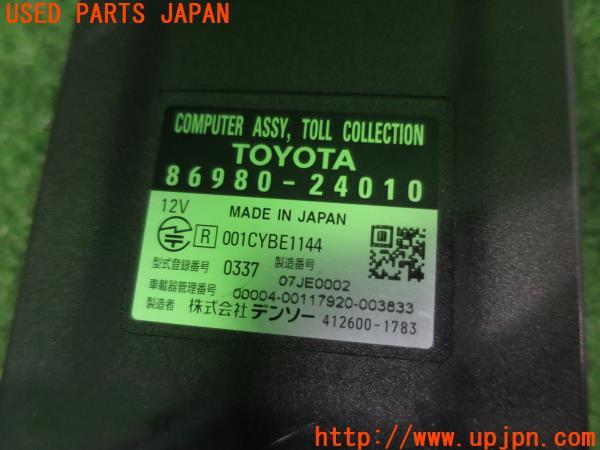 USED PARTS JAPAN
COMPUTER ASSY, TOLL COLLECTION
TOYOTA
86980-24010
12V
MADE IN JAPAN
R 001CYBE1144
型式登録番号 0337 製造番号 07JE0002
車載器管理番号 00004-00117920-003833
製造者 株式会社デンソー 412600-1783
https://www.upjpn.com/